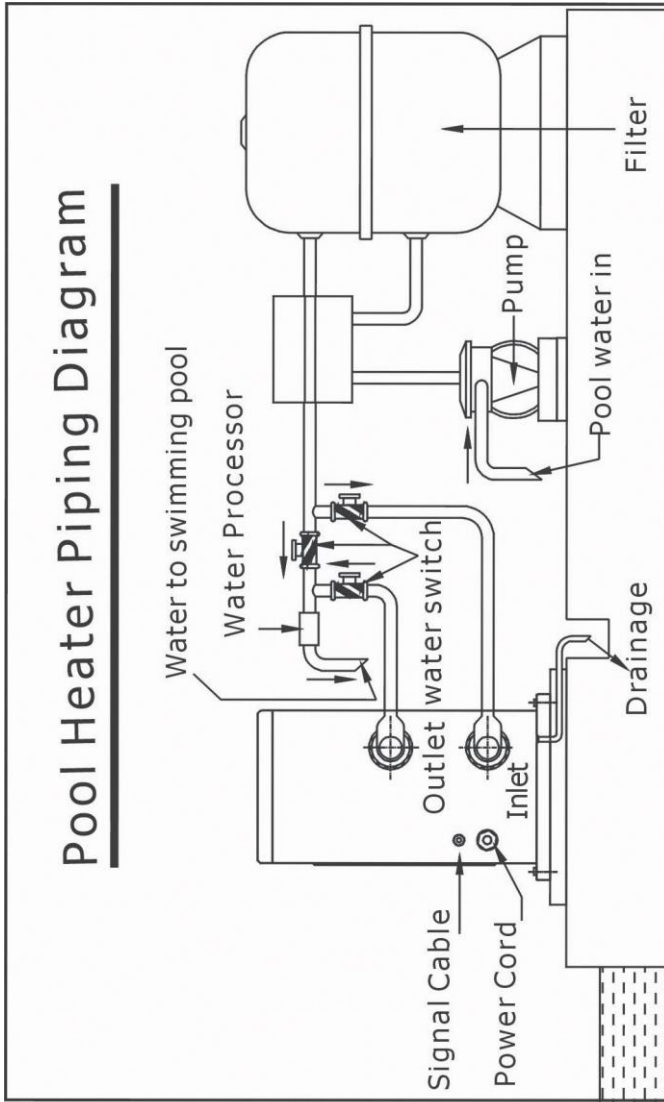 Pool Heater Piping Diagram
Water to swimming pool
Water Processor
Outlet water switch
Signal Cable
Power Cord
Inlet
Pump
Pool water in
Drainage
Filter